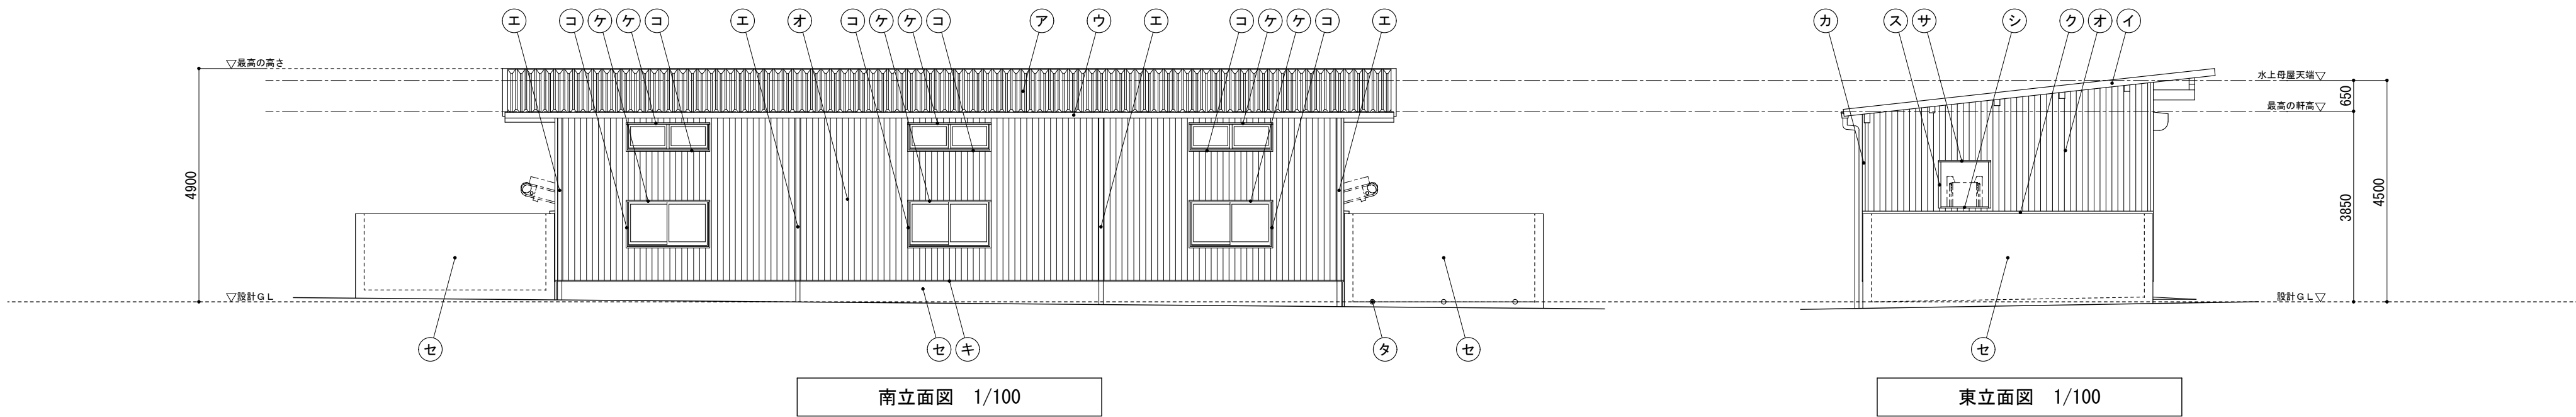 エ コ ケ ケ コ エ オ コ ケ ケ コ ア ウ エ コ ケ ケ コ エ カ ス サ シ ク オ イ
▽最高の高さ
水上母屋天端▽
650
最高の軒高▽
4900
3850
4500
▽設計GL
設計GL▽
セ セ キ タ セ セ
南立面図 1/100
東立面図 1/100